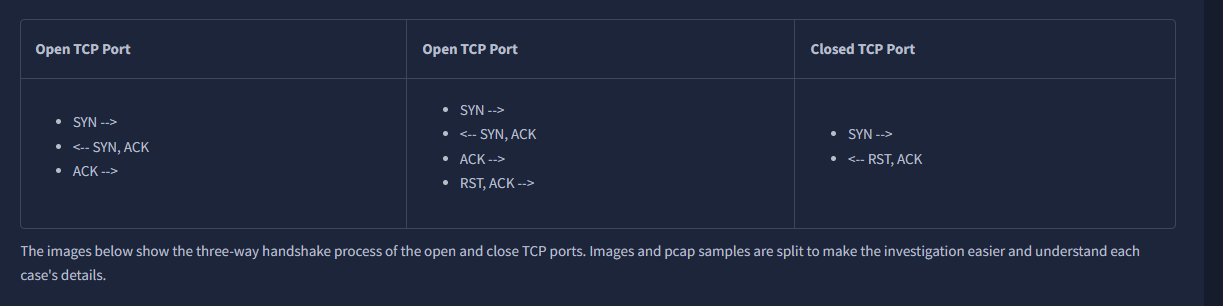 Open TCP Port
Open TCP Port
Closed TCP Port
• SYN -->
• <-- SYN, ACK
• ACK -->
• SYN -->
• <-- SYN, ACK
• ACK -->
• RST, ACK -->
• SYN -->
• <-- RST, ACK
The images below show the three-way handshake process of the open and close TCP ports. Images and pcap samples are split to make the investigation easier and understand each
case's details.